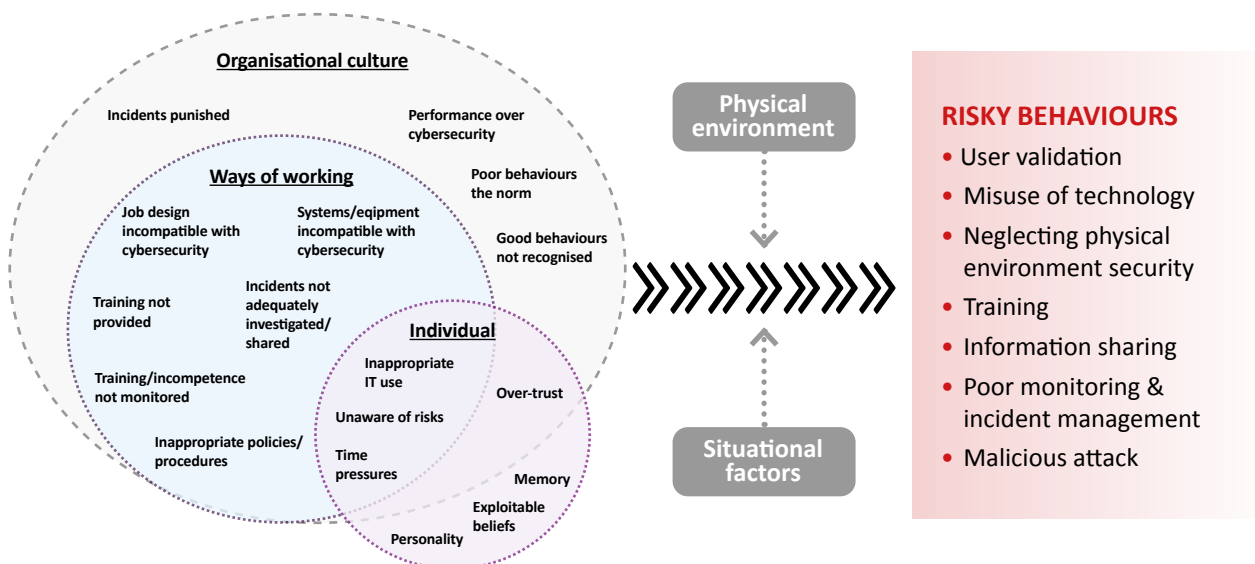 Organisational culture
Incidents punished
Performance over
cybersecurity
Poor behaviours
the norm
Good behaviours
not recognised
Ways of working
Job design
incompatible with
cybersecurity
Systems/eqipment
incompatible with
cybersecurity
Training not
provided
Incidents not
adequately
investigated/
shared
Training/incompetence
not monitored
Inappropriate policies/
procedures
Individual
Inappropriate
IT use
Over-trust
Unaware of risks
Time
pressures
Memory
Exploitable
beliefs
Personality
Physical
environment
Situational
factors
RISKY BEHAVIOURS
• User validation
• Misuse of technology
• Neglecting physical
environment security
• Training
• Information sharing
• Poor monitoring &
incident management
• Malicious attack